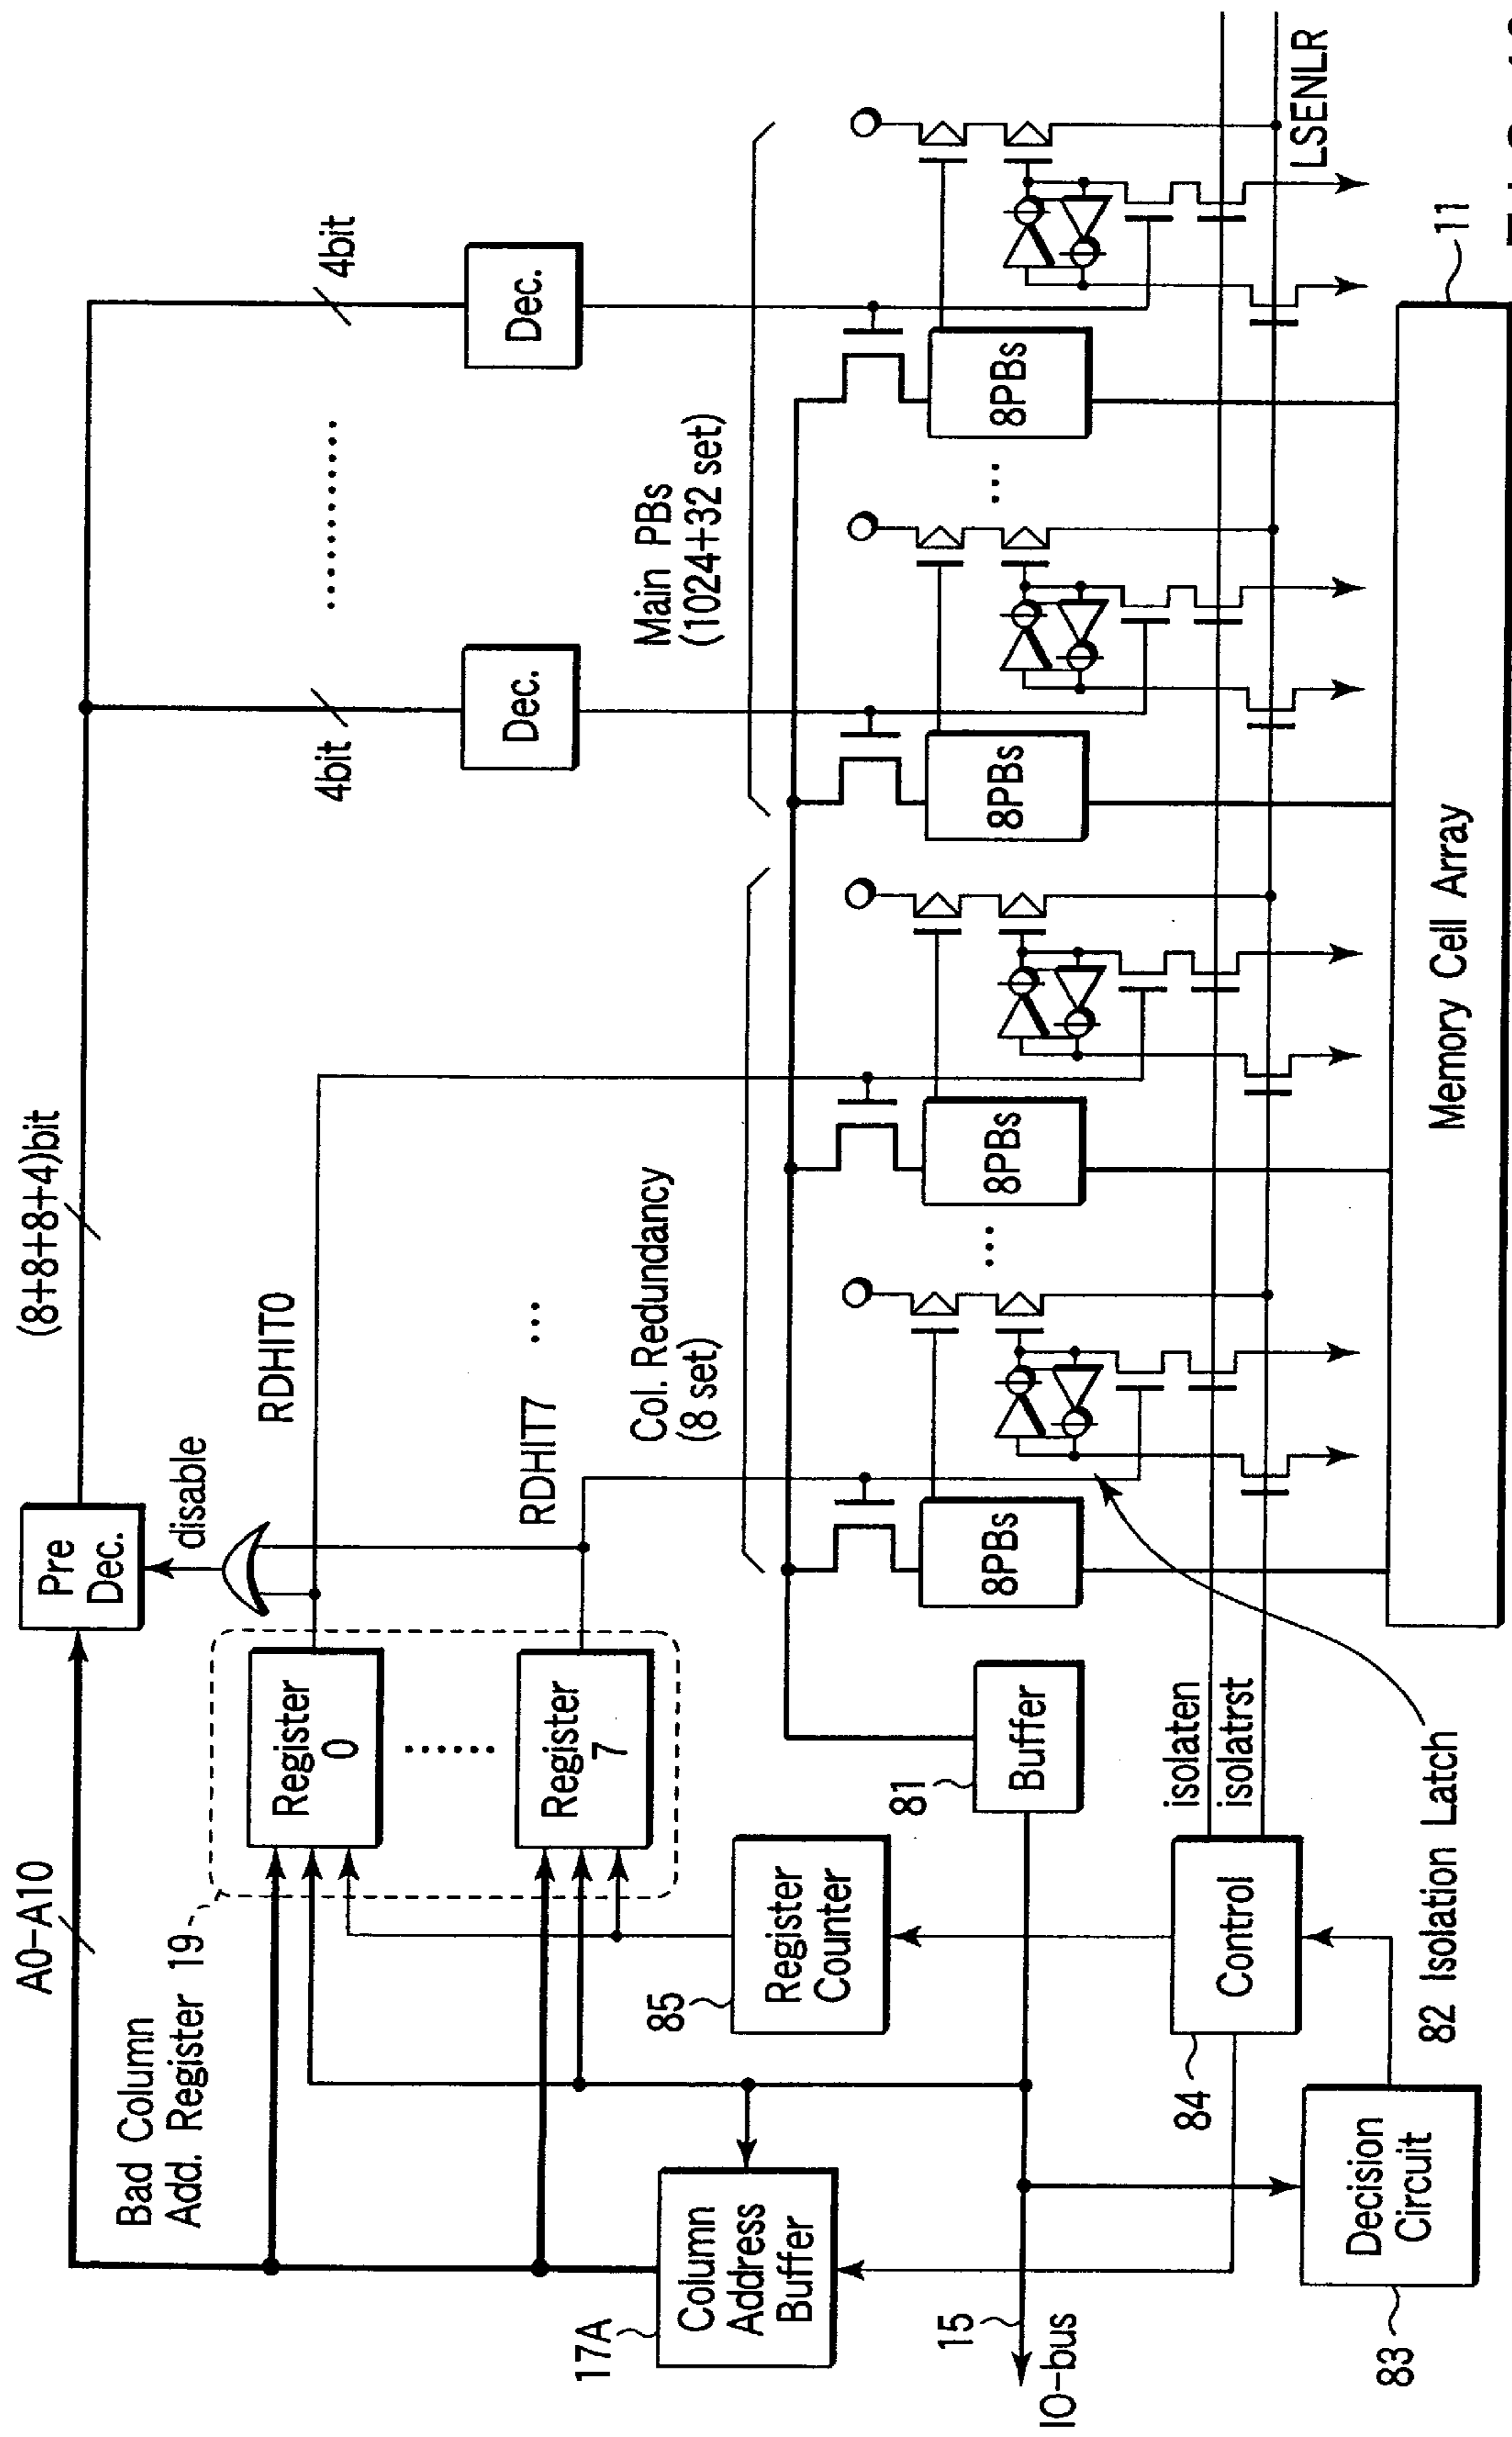 A0-A10
Pre
Dec.
(8+8+8+4)bit
disable
Bad Column
Add. Register 19
Register
0
Register
7
RDHIT0
RDHIT7
4bit
4bit
Dec.
Dec.
Col. Redundancy
(8 set)
Main PBs
(1024+32 set)
17A
Column
Address
Buffer
85
Register
Counter
81
Buffer
8PBs
8PBs
8PBs
8PBs
15
IO-bus
84
Control
isolaten
isolatrst
LSENLR
83
Decision
Circuit
82 Isolation Latch
Memory Cell Array
11